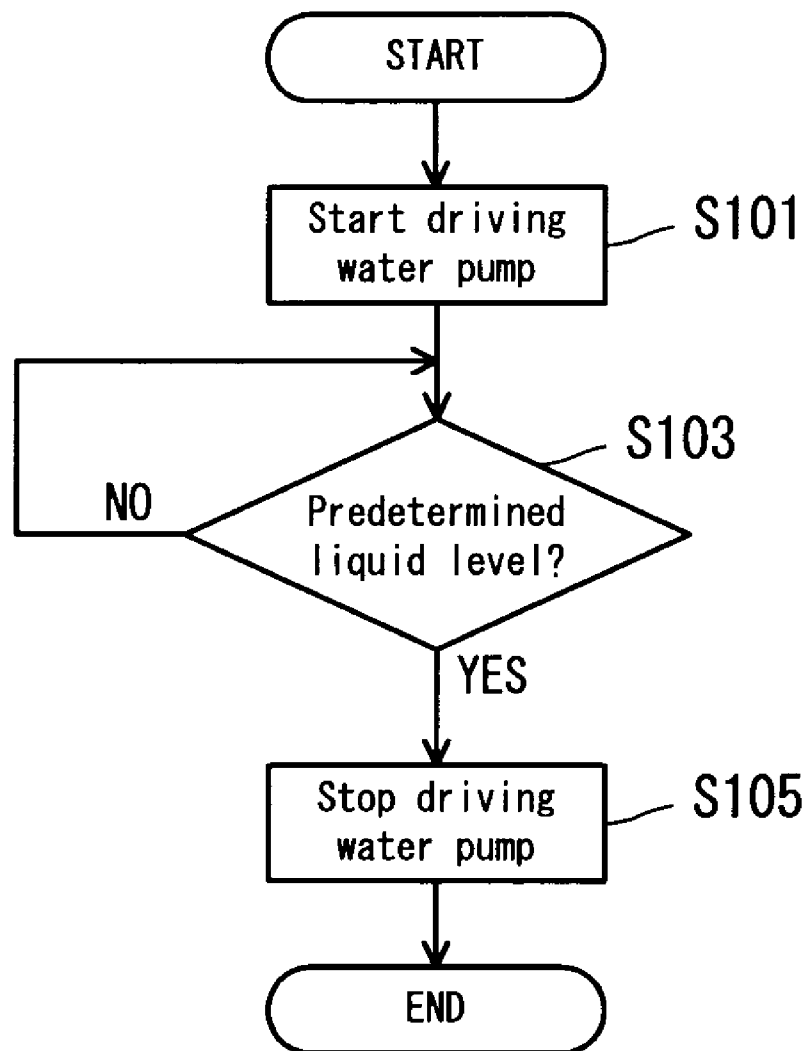 START
Start driving
water pump
S101
S103
NO
Predetermined
liquid level?
YES
Stop driving
water pump
S105
END